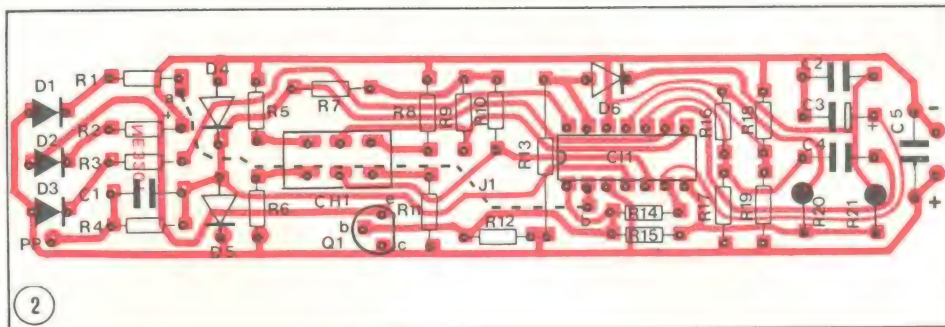 D1
R1
D2
R2
D3
R3
C1
R4
PP
a
+
D4
R5
R6
D5
R7
CH1
Q1
e
b
c
R8
R9
R10
R11
R12
J1
R13
D6
CI1
R14
R15
R16
R17
R18
R19
C2
C3
C4
+
R20
R21
C5
-
+
2